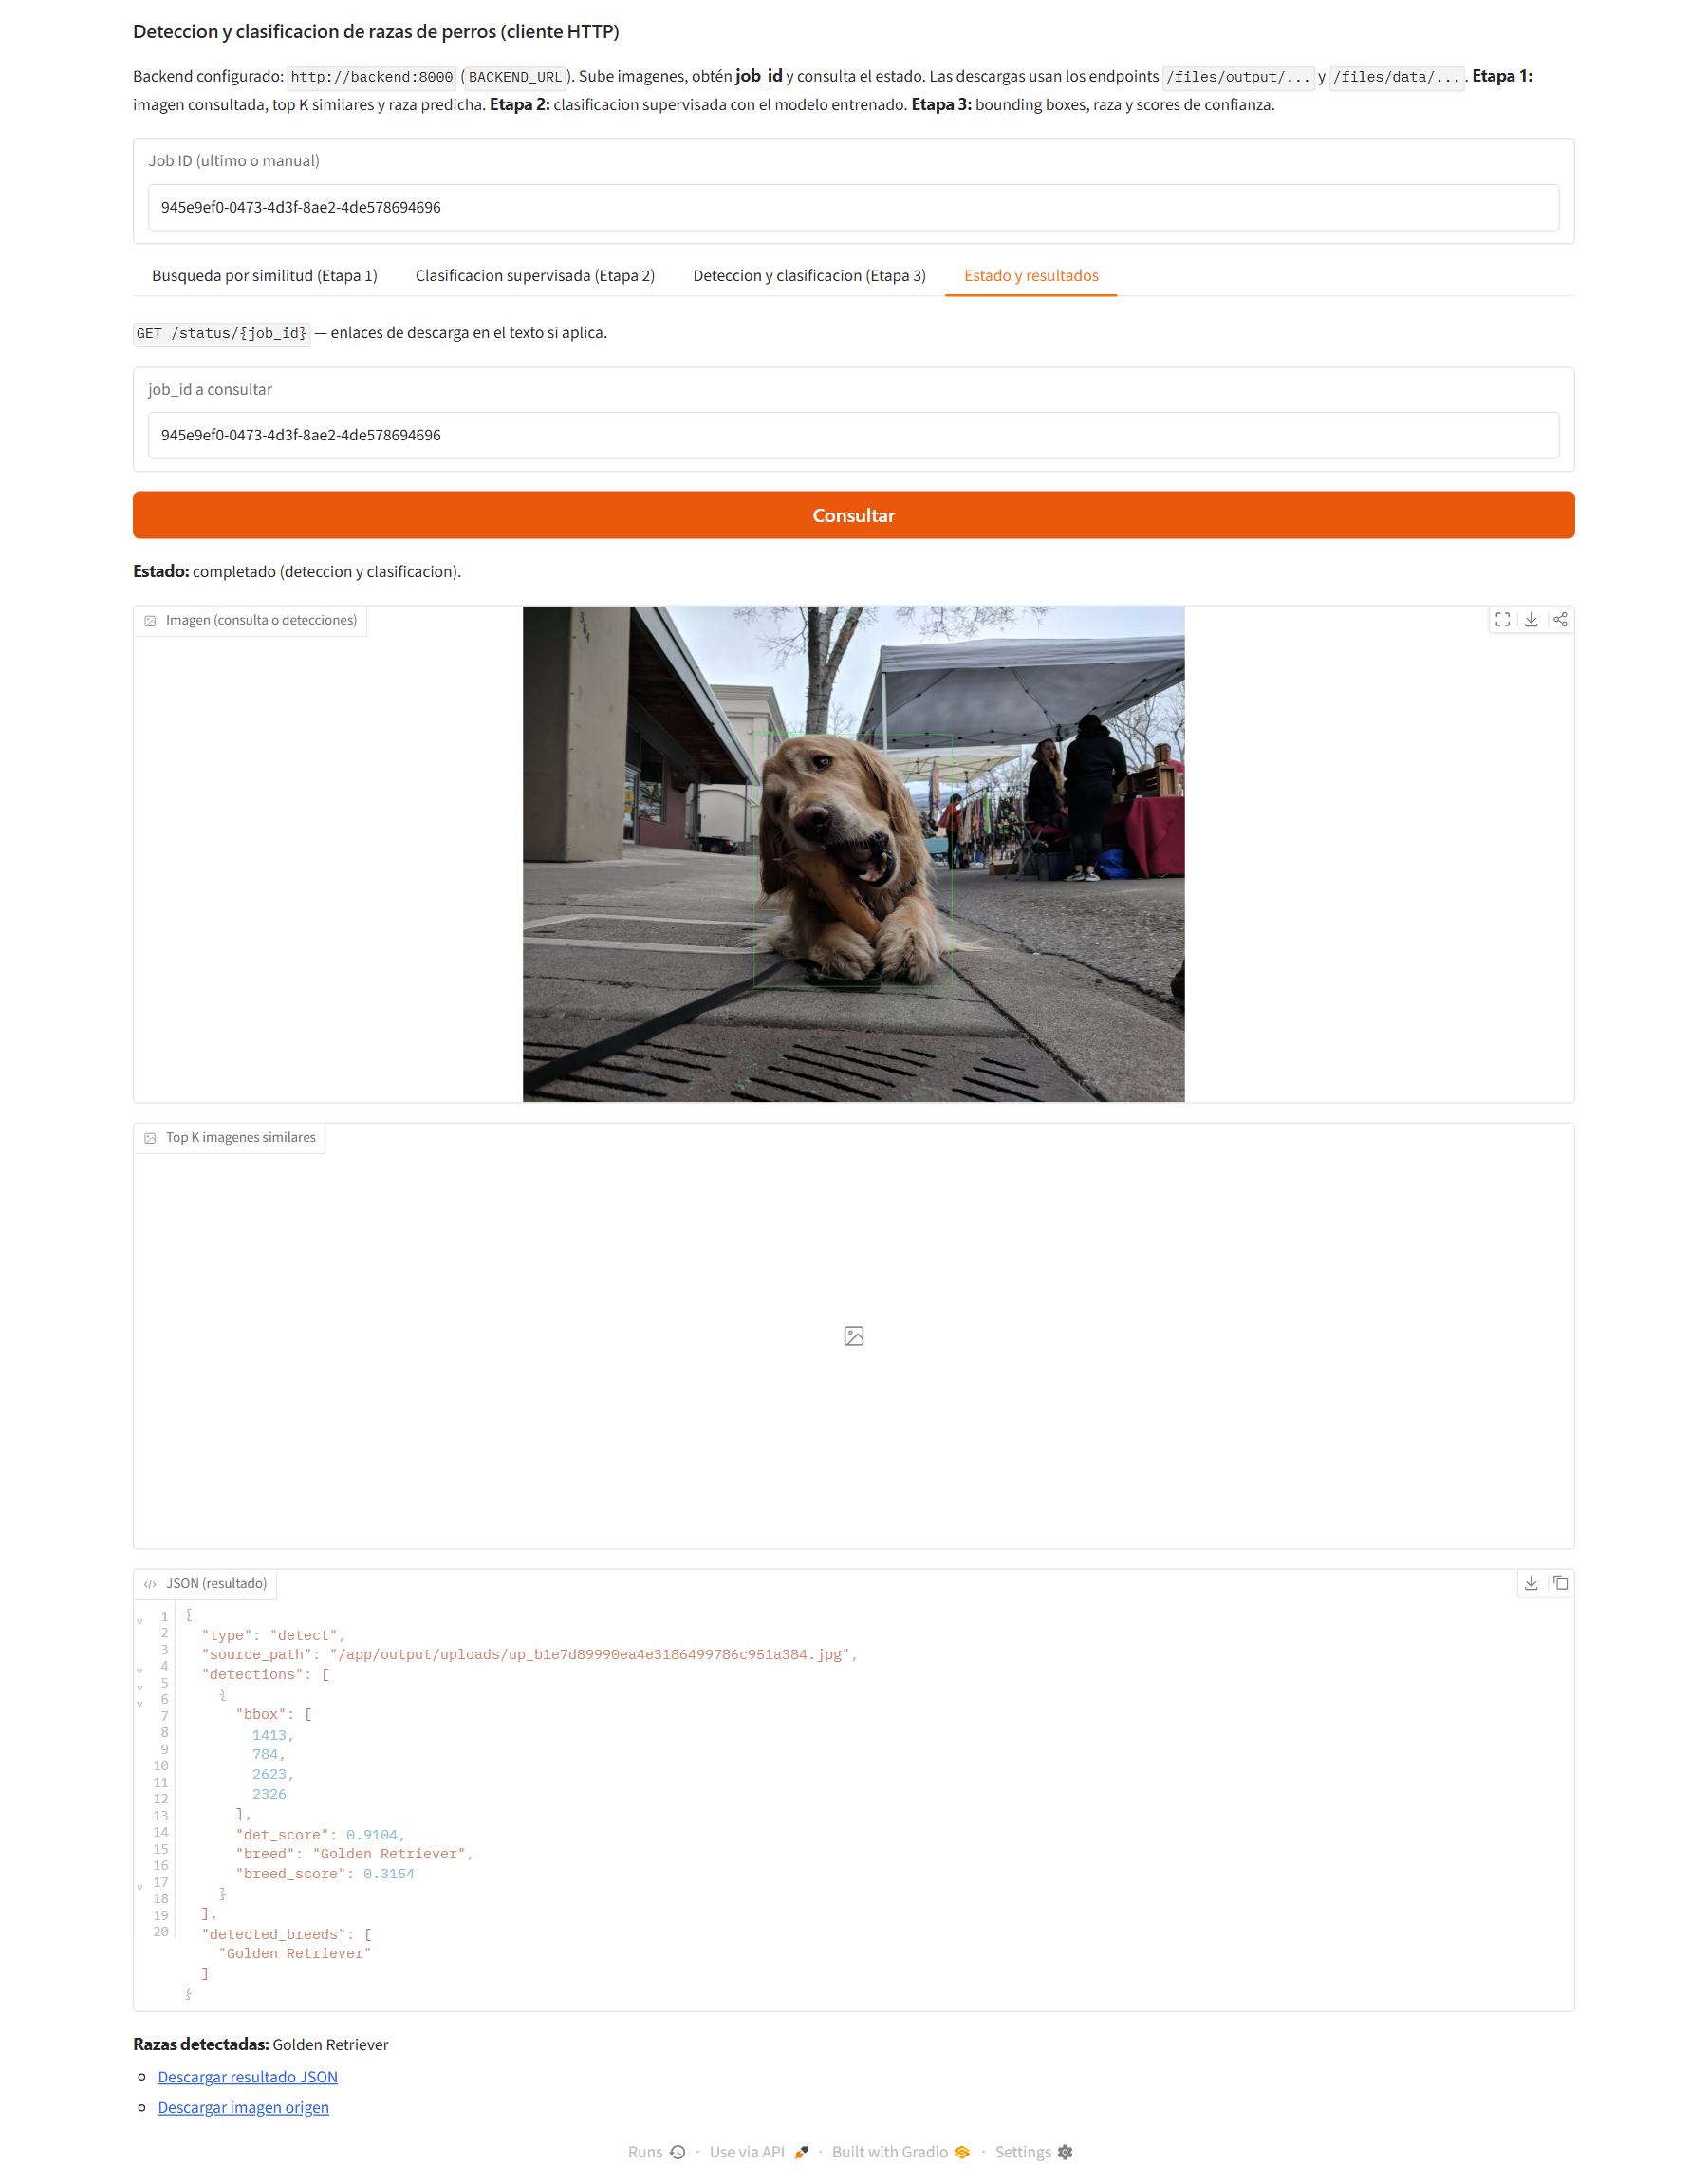 Deteccion y clasificacion de razas de perros (cliente HTTP)
Backend configurado: http://backend:8000 (BACKEND_URL). Sube imagenes, obtén job_id y consulta el estado. Las descargas usan los endpoints /files/output/... y /files/data/.... Etapa 1:
imagen consultada, top K similares y raza predicha. Etapa 2: clasificacion supervisada con el modelo entrenado. Etapa 3: bounding boxes, raza y scores de confianza.
Job ID (ultimo o manual)
945e9ef0-0473-4d3f-8ae2-4de578694696
Busqueda por similitud (Etapa 1) Clasificacion supervisada (Etapa 2) Deteccion y clasificacion (Etapa 3) Estado y resultados
GET /status/{job_id} — enlaces de descarga en el texto si aplica.
job_id a consultar
945e9ef0-0473-4d3f-8ae2-4de578694696
Consultar
Estado: completado (deteccion y clasificacion).
Imagen (consulta o detecciones)
Top K imagenes similares
JSON (resultado)
1 {
2 "type": "detect",
3 "source_path": "/app/output/uploads/up_b1e7d89990ea4e3186499786c951a384.jpg",
4 "detections": [
5 {
6 "bbox": [
7 1413,
8 784,
9 2623,
10 2326
11 ],
12 "det_score": 0.9104,
13 "breed": "Golden Retriever",
14 "breed_score": 0.3154
15 }
16 ],
17 "detected_breeds": [
18 "Golden Retriever"
19 ]
20 }
Razas detectadas: Golden Retriever
Descargar resultado JSON
Descargar imagen origen
Runs · Use via API · Built with Gradio · Settings